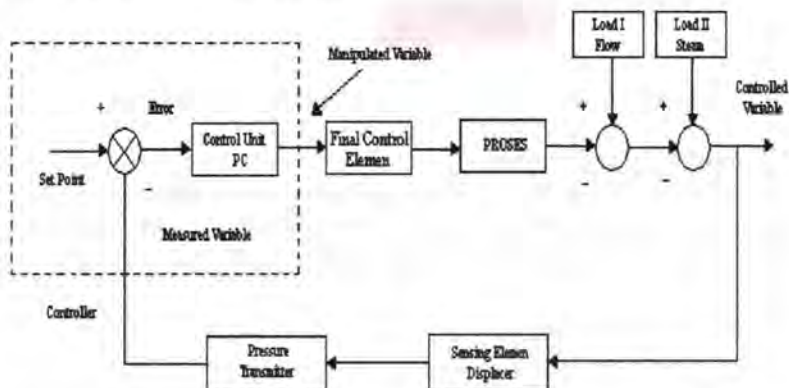 Load I
Flow
Load II
Steam
Manipulated Variable
Controlled
Variable
+
Error
+
+
Control Unit
PC
Final Control
Elemen
PROSES
Set Point
-
-
-
Measured Variable
Controller
Pressure
Transmitter
Sensing Elemen
Displacer